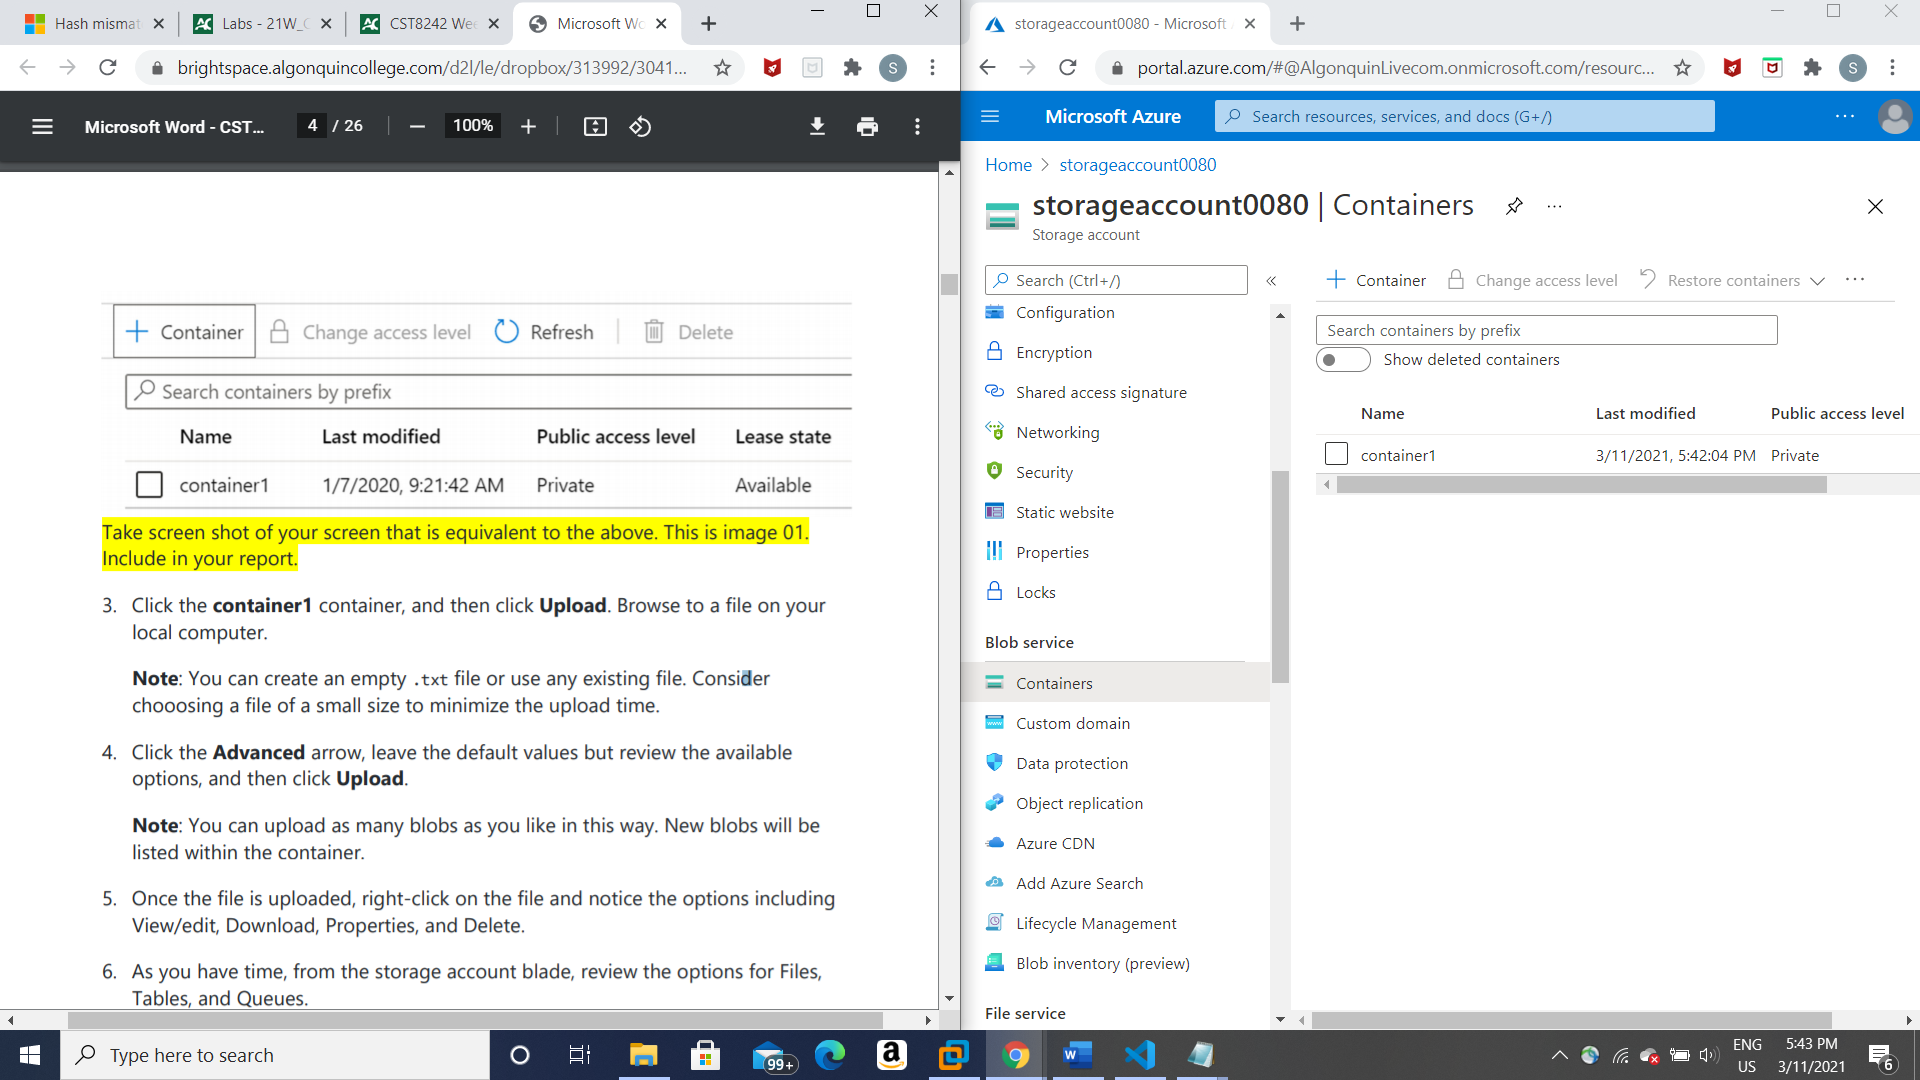 Hash mismat
Labs - 21W_C
CST8242 Wee
Microsoft Wo
brightspace.algonquincollege.com/d2l/le/dropbox/313992/3041...
S
Microsoft Word - CST...
4 / 26
100%
Container
Change access level
Refresh
Delete
Search containers by prefix
Name Last modified Public access level Lease state
container1 1/7/2020, 9:21:42 AM Private Available
Take screen shot of your screen that is equivalent to the above. This is image 01.
Include in your report.
3. Click the container1 container, and then click Upload. Browse to a file on your
local computer.
Note: You can create an empty .txt file or use any existing file. Consider
chooosing a file of a small size to minimize the upload time.
4. Click the Advanced arrow, leave the default values but review the available
options, and then click Upload.
Note: You can upload as many blobs as you like in this way. New blobs will be
listed within the container.
5. Once the file is uploaded, right-click on the file and notice the options including
View/edit, Download, Properties, and Delete.
6. As you have time, from the storage account blade, review the options for Files,
Tables, and Queues.
storageaccount0080 - Microsoft
portal.azure.com/#@AlgonquinLivecom.onmicrosoft.com/resourc...
S
Microsoft Azure
Search resources, services, and docs (G+/)
Home > storageaccount0080
storageaccount0080 | Containers
Storage account
Search (Ctrl+/)
Configuration
Encryption
Shared access signature
Networking
Security
Static website
Properties
Locks
Blob service
Containers
Custom domain
Data protection
Object replication
Azure CDN
Add Azure Search
Lifecycle Management
Blob inventory (preview)
File service
Container
Change access level
Restore containers
Search containers by prefix
Show deleted containers
Name Last modified Public access level
container1 3/11/2021, 5:42:04 PM Private
Type here to search
99+
ENG
US
5:43 PM
3/11/2021
6